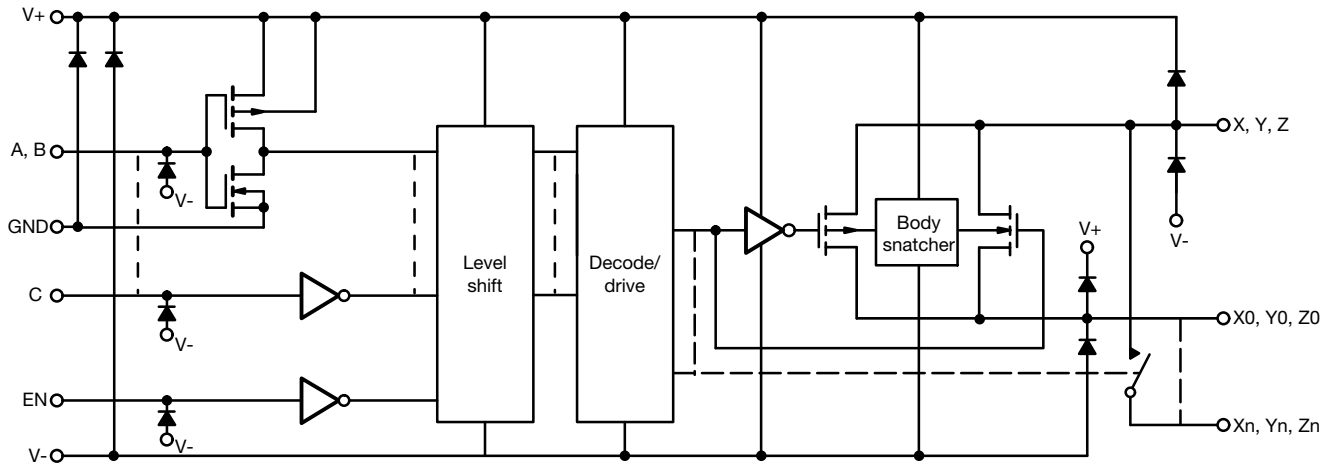 V+
A, B
V-
GND
C
V-
EN
V-
V-
Level
shift
Decode/
drive
Body
snatcher
V+
X, Y, Z
V-
X0, Y0, Z0
Xn, Yn, Zn